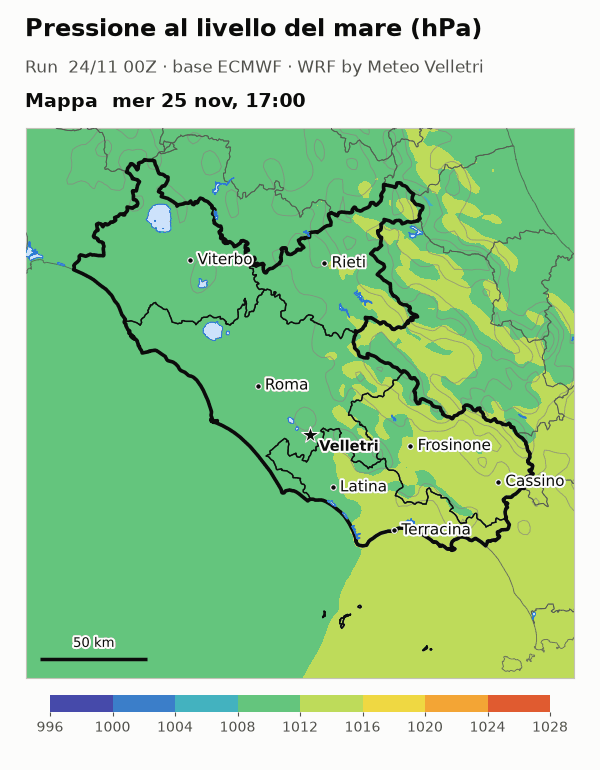 Pressione al livello del mare (hPa)
Run 24/11 00Z · base ECMWF · WRF by Meteo Velletri
Mappa mer 25 nov, 17:00
Viterbo
Rieti
Roma
Velletri
Frosinone
Latina
Cassino
Terracina
50 km
996 1000 1004 1008 1012 1016 1020 1024 1028